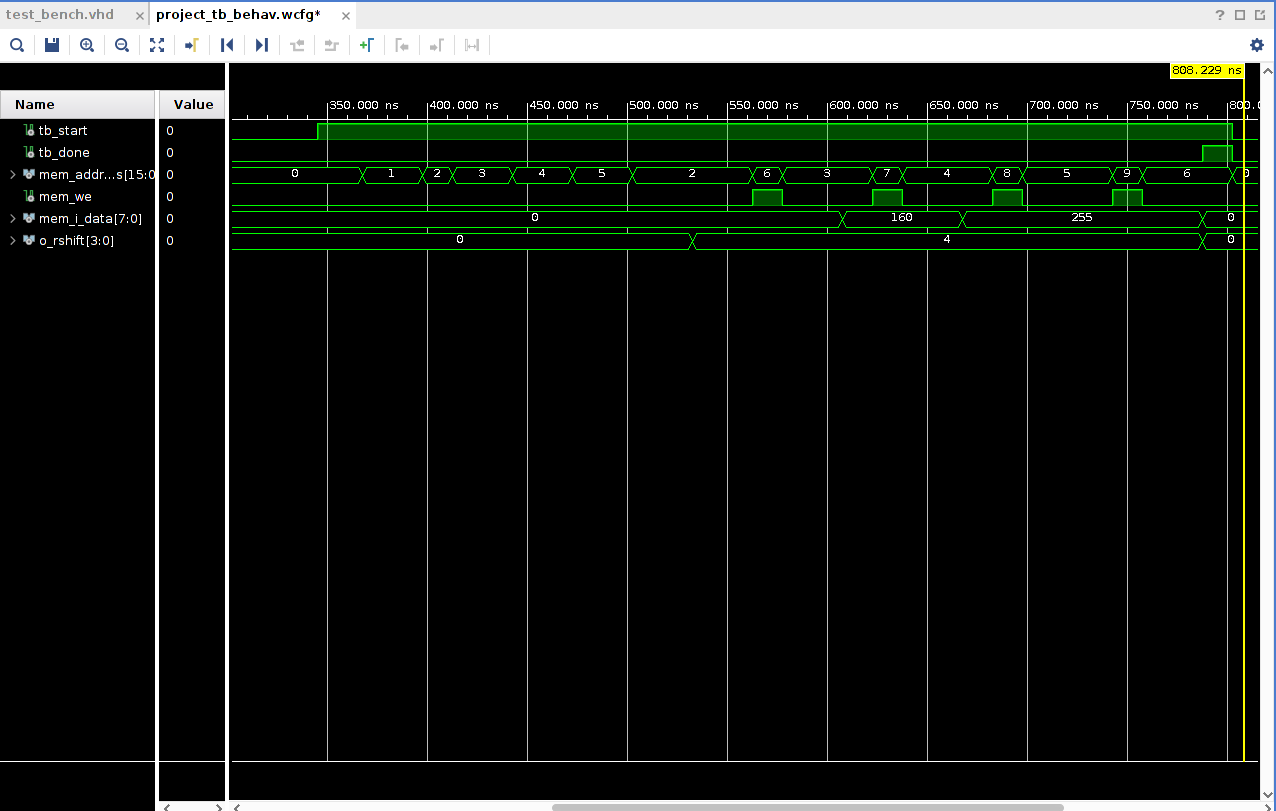 test_bench.vhd × project_tb_behav.wcfg* × ?
808.229 ns
Name Value 350.000 ns 400.000 ns 450.000 ns 500.000 ns 550.000 ns 600.000 ns 650.000 ns 700.000 ns 750.000 ns 800.0
tb_start 0
tb_done 0
mem_addr...s[15:0 0 0 1 2 3 4 5 2 6 3 7 4 8 5 9 6 0
mem_we 0
mem_i_data[7:0] 0 0 160 255 0
o_rshift[3:0] 0 0 4 0